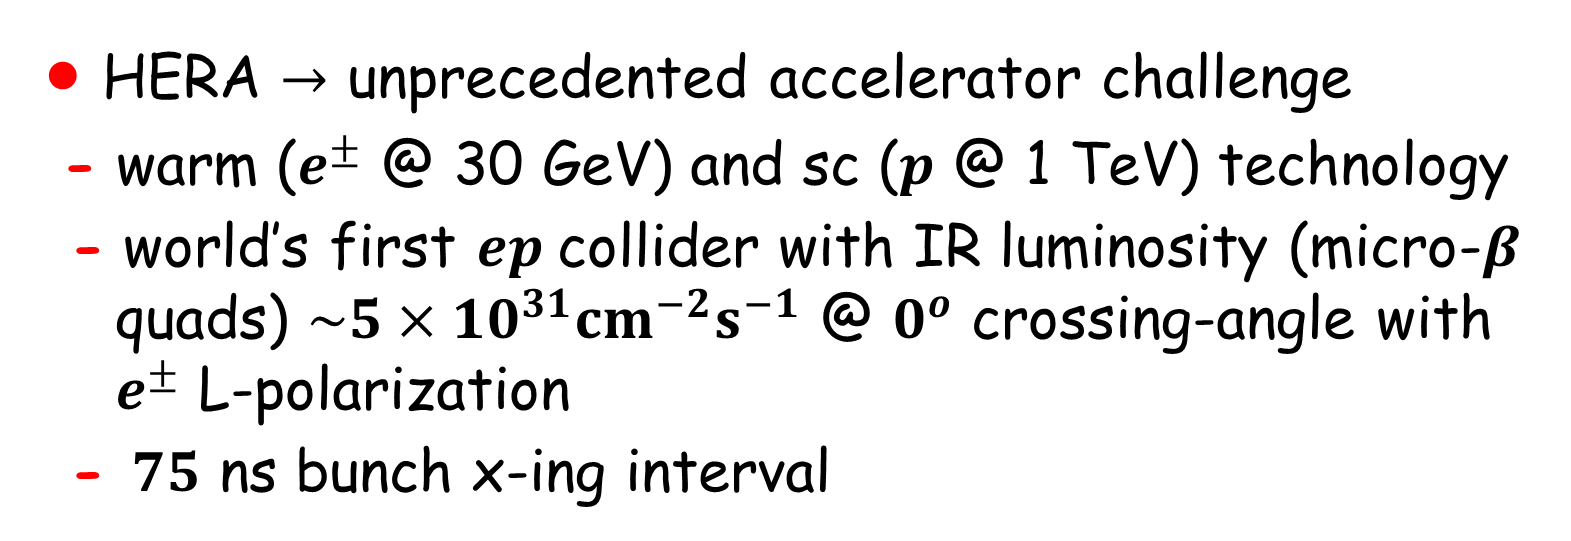 • HERA → unprecedented accelerator challenge
- warm (e± @ 30 GeV) and sc (p @ 1 TeV) technology
- world's first ep collider with IR luminosity (micro-β
quads) ~5 × 10³¹cm⁻²s⁻¹ @ 0ᵒ crossing-angle with
e± L-polarization
- 75 ns bunch x-ing interval